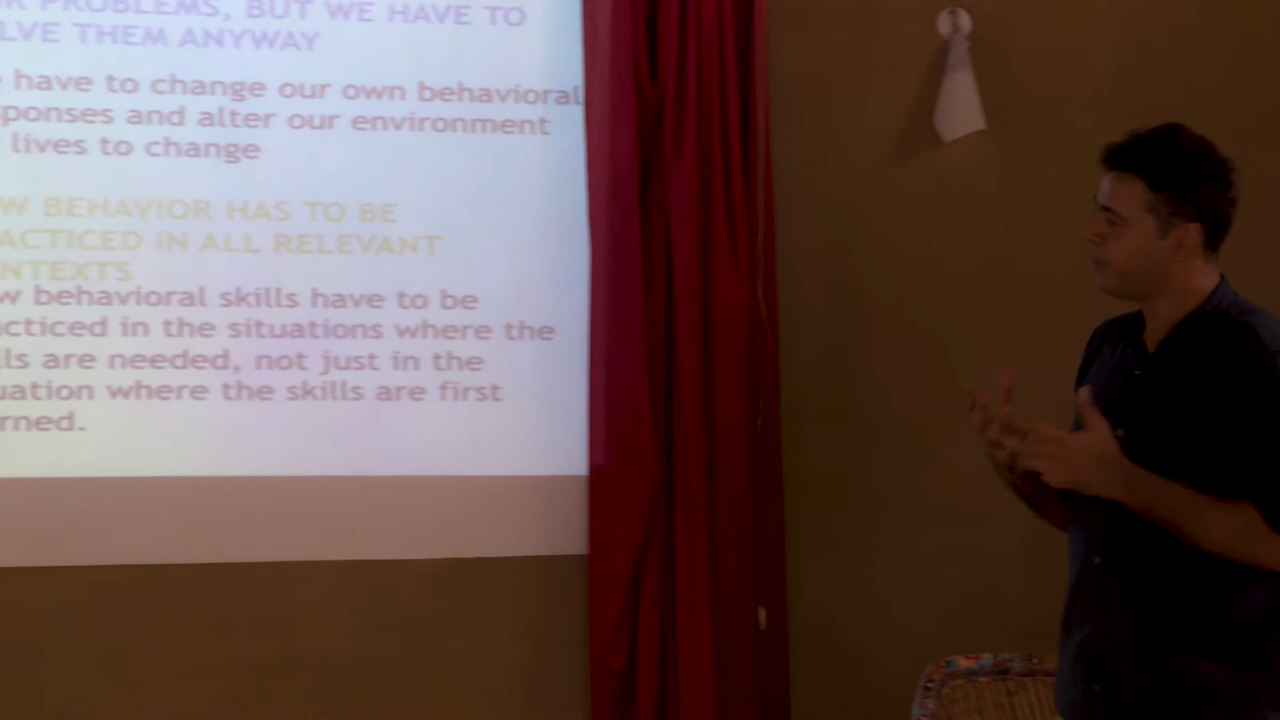 R PROBLEMS, BUT WE HAVE TO
LVE THEM ANYWAY
have to change our own behavioral
ponses and alter our environment
lives to change
W BEHAVIOR HAS TO BE
ACTICED IN ALL RELEVANT
NTEXTS
w behavioral skills have to be
acticed in the situations where the
lls are needed, not just in the
uation where the skills are first
rned.